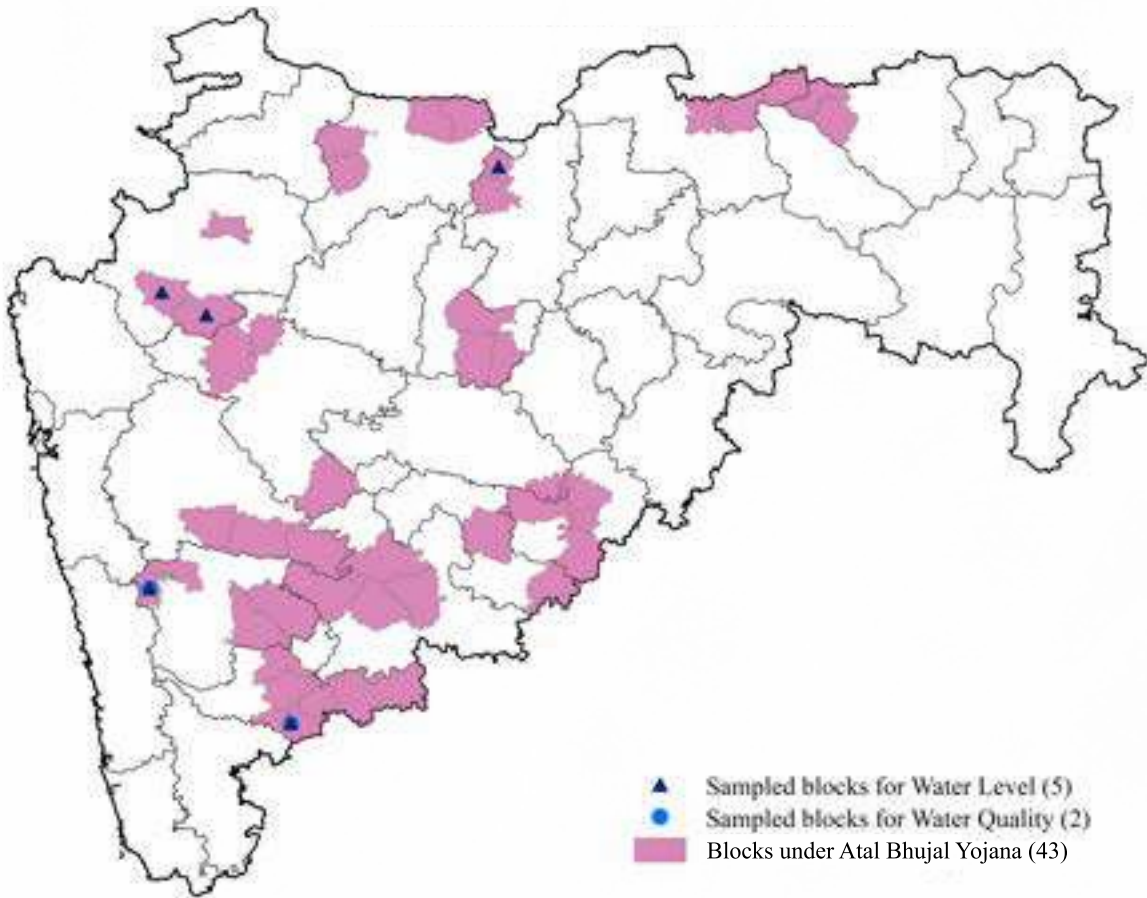 Sampled blocks for Water Level (5)
Sampled blocks for Water Quality (2)
Blocks under Atal Bhujal Yojana (43)